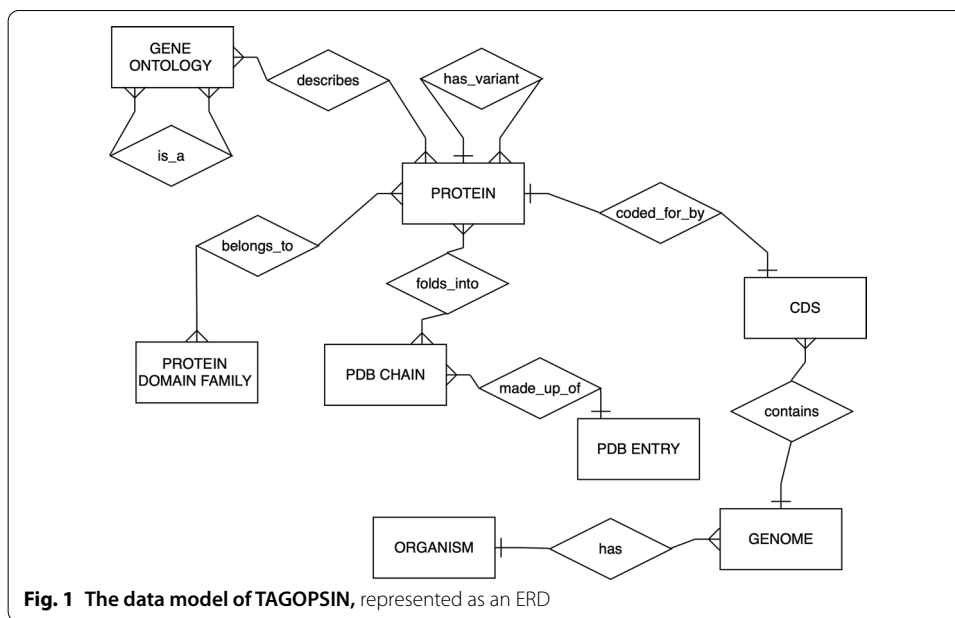 GENE
ONTOLOGY
describes
has_variant
is_a
PROTEIN
coded_for_by
belongs_to
folds_into
CDS
PROTEIN
DOMAIN FAMILY
PDB CHAIN
made_up_of
contains
PDB ENTRY
ORGANISM
has
GENOME
Fig. 1 The data model of TAGOPSIN, represented as an ERD